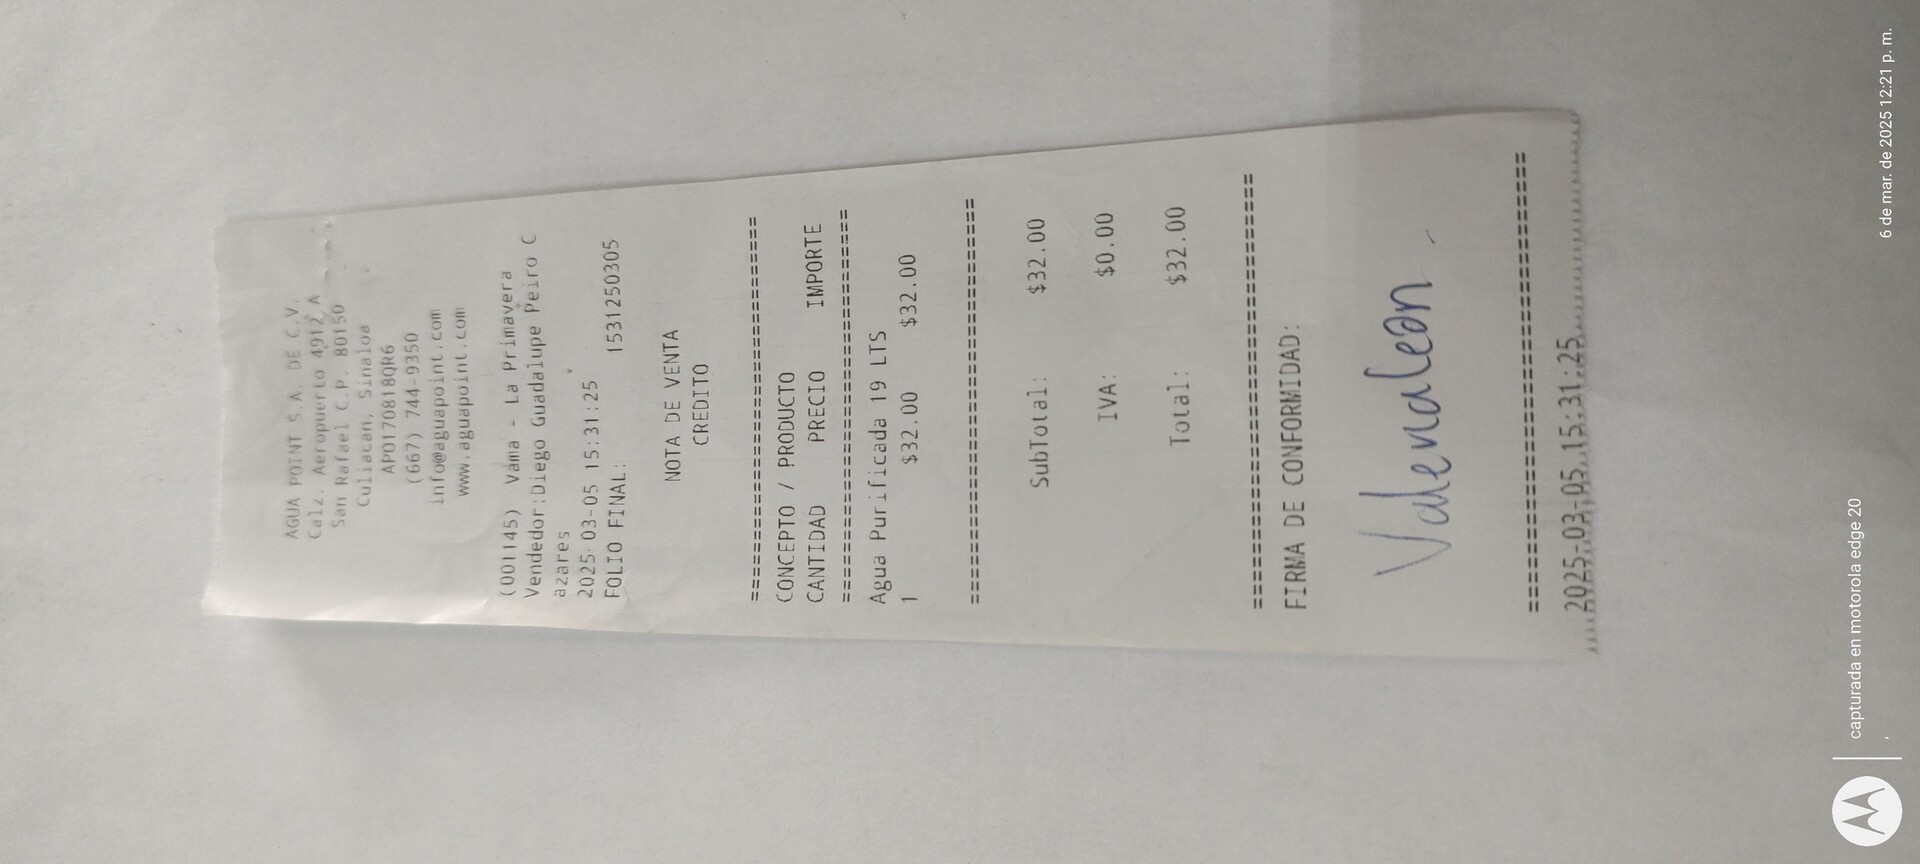 AGUA POINT S.A. DE C.V.
Calz. Aeropuerto 4912 A
San Rafael C.P. 80150
Culiacan, Sinaloa
APO170818QR6
(667) 744-9350
info@aguapoint.com
www.aguapoint.com
(001145) Vama - La Primavera
Vendedor:Diego Guadalupe Peiro C
azares
2025-03-05 15:31:25
FOLIO FINAL: 1531250305
NOTA DE VENTA
CREDITO
================================
CONCEPTO / PRODUCTO
CANTIDAD PRECIO IMPORTE
================================
Agua Purificada 19 LTS
1 $32.00 $32.00
================================
SubTotal: $32.00
IVA: $0.00
Total: $32.00
================================
FIRMA DE CONFORMIDAD:
================================
2025-03-05 15:31:25
capturada en motorola edge 20
6 de mar. de 2025 12:21 p. m.